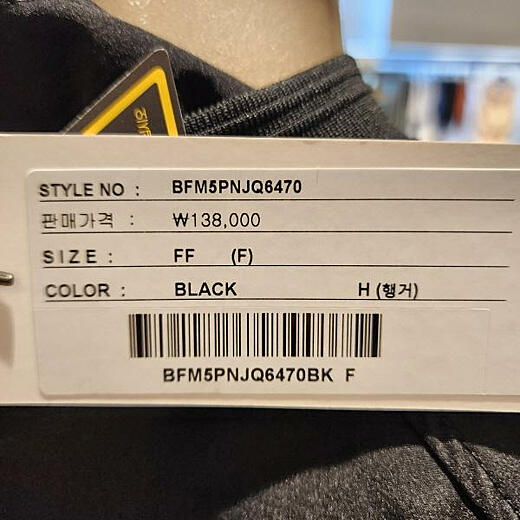 STYLE NO : BFM5PNJQ6470
판매가격 : ₩138,000
SIZE : FF (F)
COLOR : BLACK H (행거)
BFM5PNJQ6470BK F